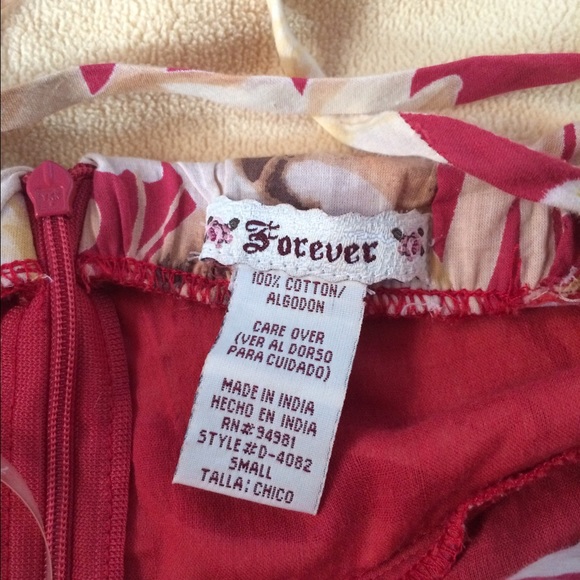 Forever
100% COTTON/
ALGODON
CARE OVER
(VER AL DORSO
PARA CUIDADO)
MADE IN INDIA
HECHO EN INDIA
RN#: 94981
STYLE#:D-4082
SMALL
TALLA: CHICO